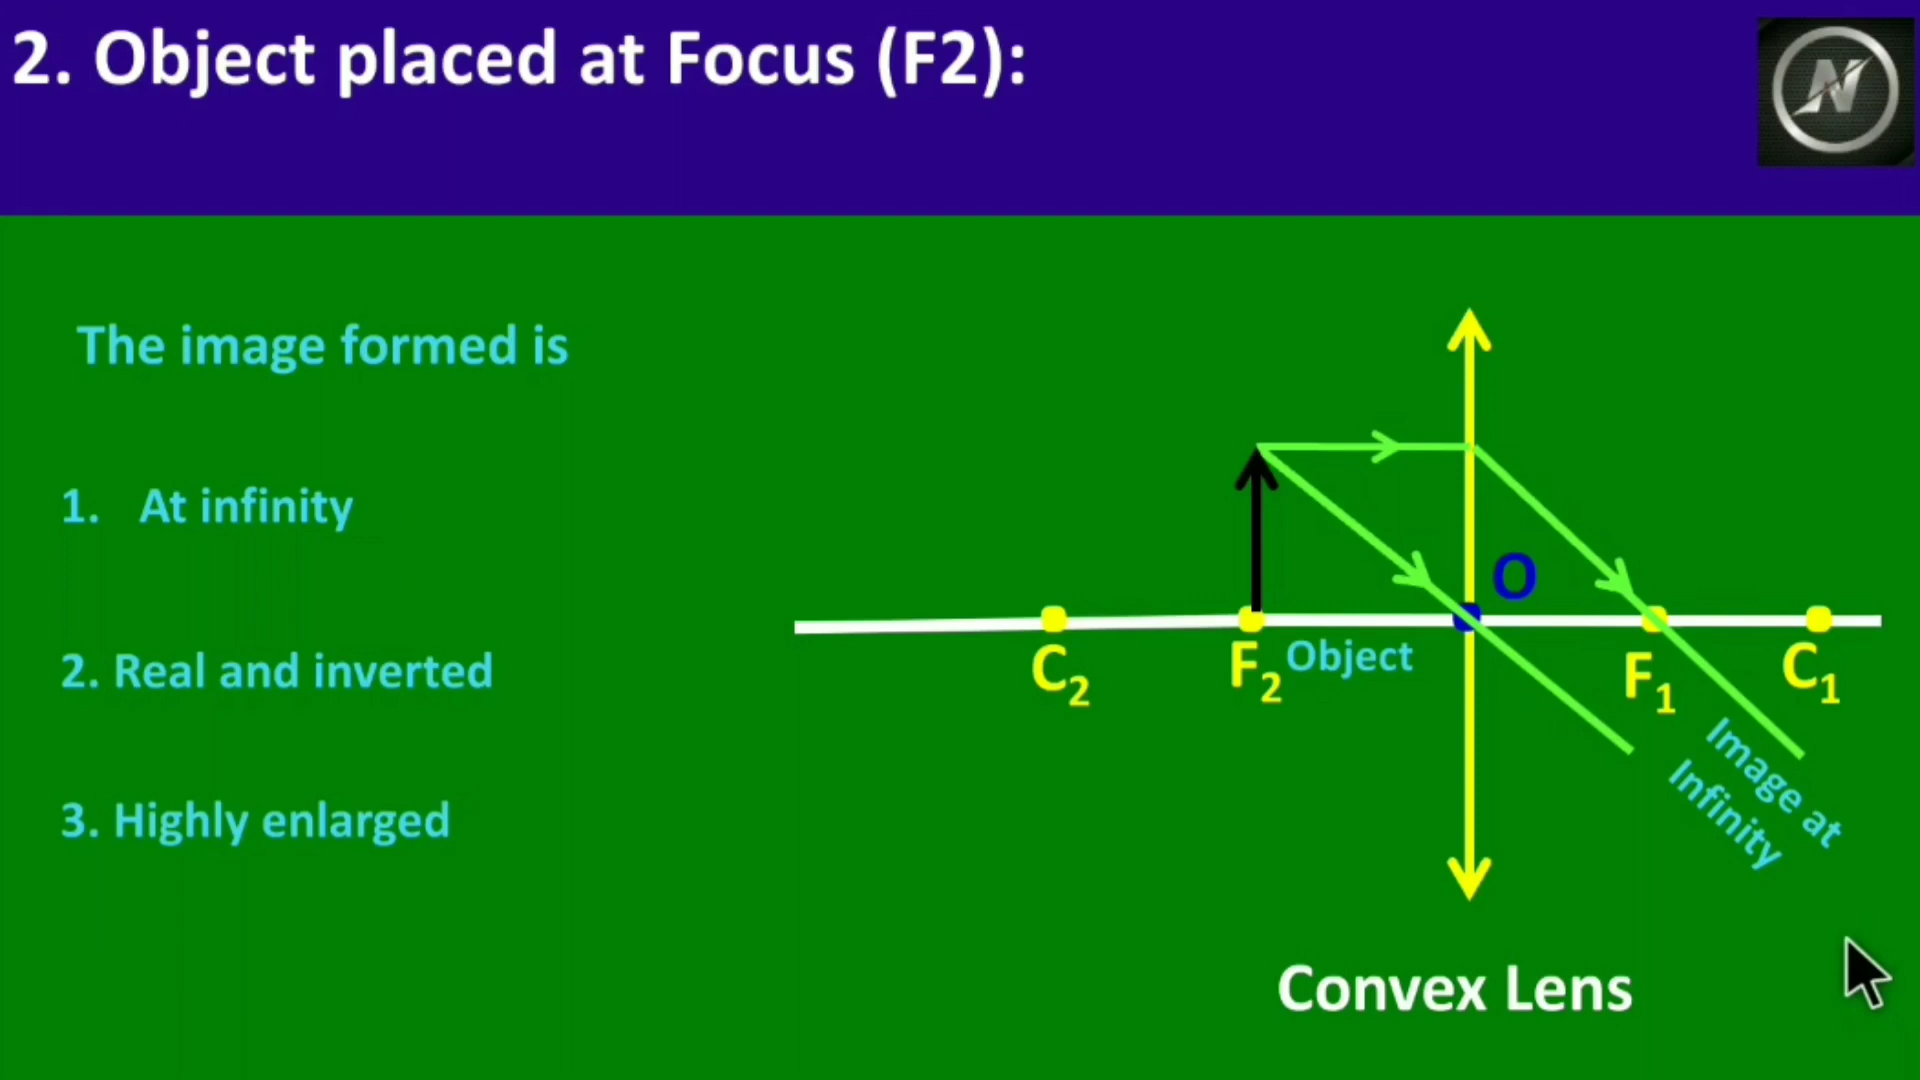 2. Object placed at Focus (F2):
N
The image formed is
1. At infinity
2. Real and inverted
3. Highly enlarged
O
C2
F2
Object
F1
C1
Image at
Infinity
Convex Lens